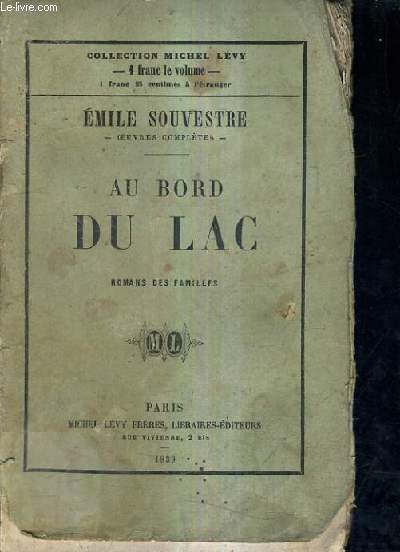 COLLECTION MICHEL LÉVY
— 1 franc le volume —
1 franc 25 centimes à l'étranger
ÉMILE SOUVESTRE
— ŒUVRES COMPLÈTES —
AU BORD
DU LAC
ROMANS DES FAMILLES
ML
PARIS
MICHEL LÉVY FRÈRES, LIBRAIRES-ÉDITEURS
RUE VIVIENNE, 2 BIS
—
le-livre.com